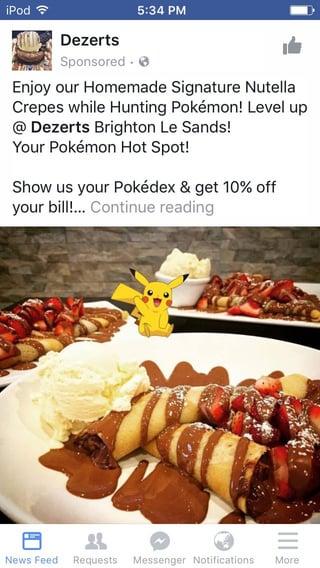 iPod 5:34 PM
Dezerts
Sponsored ·
Enjoy our Homemade Signature Nutella
Crepes while Hunting Pokémon! Level up
@ Dezerts Brighton Le Sands!
Your Pokémon Hot Spot!
Show us your Pokédex & get 10% off
your bill!... Continue reading
News Feed Requests Messenger Notifications More